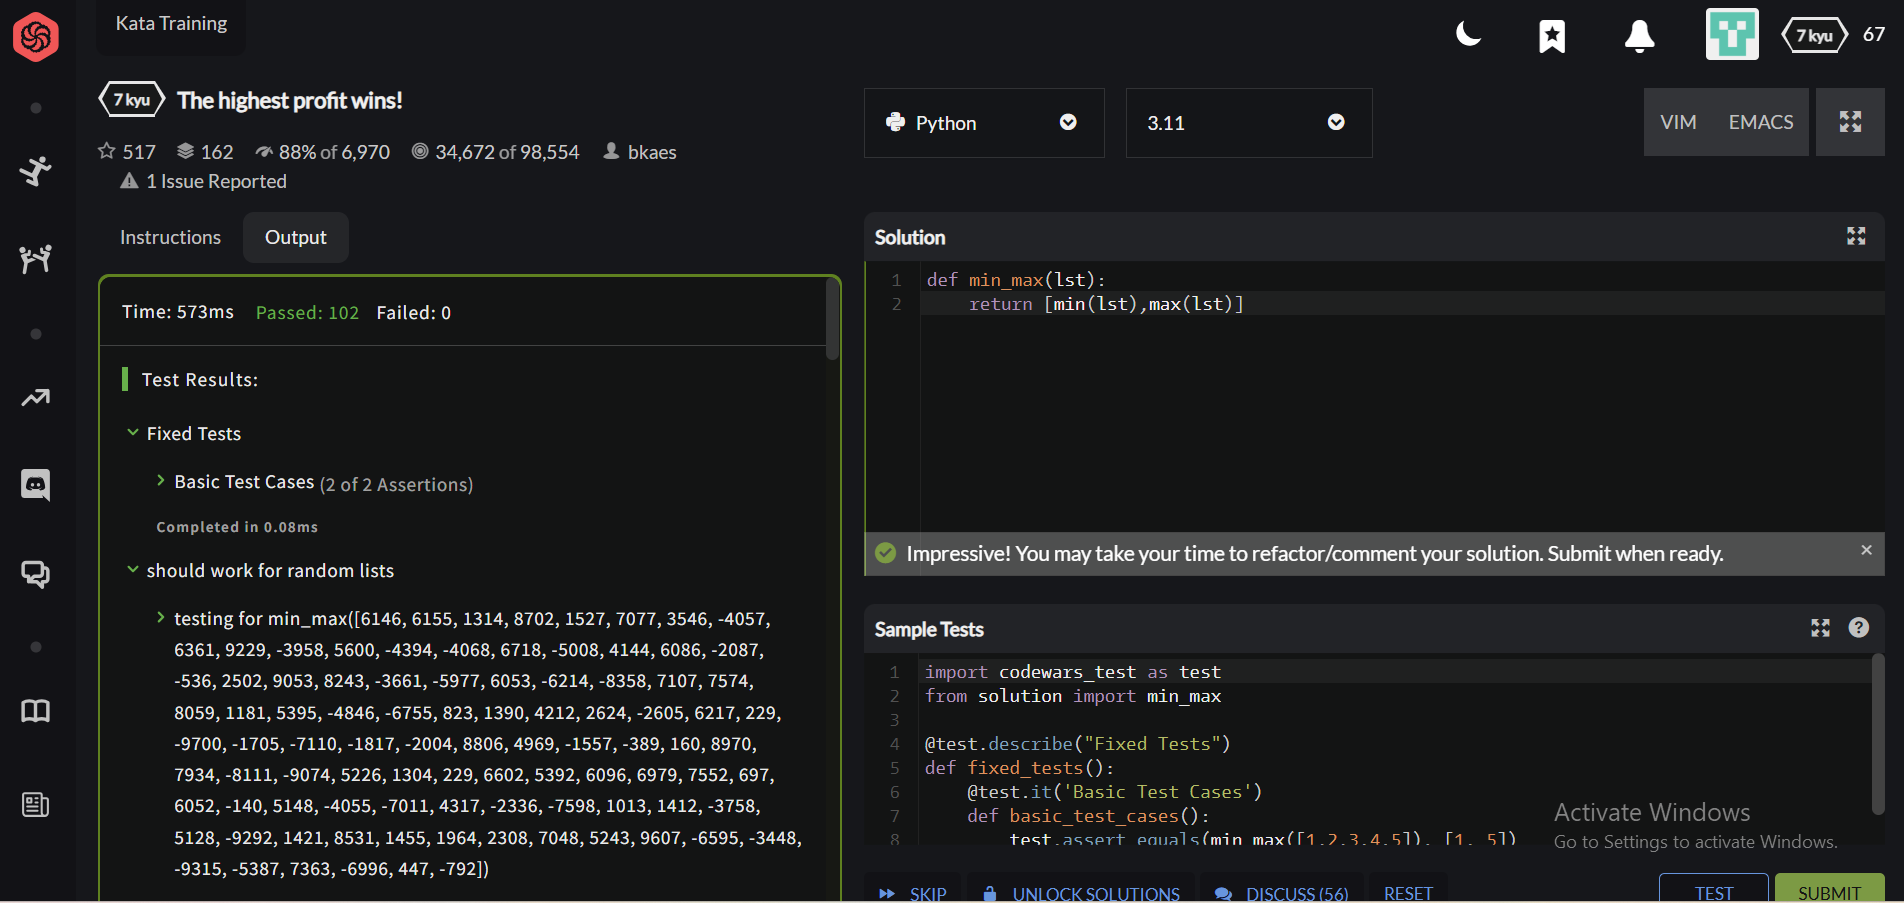 Kata Training
7 kyu 67
7 kyu The highest profit wins!
517 162 88% of 6,970 34,672 of 98,554 bkaes
1 Issue Reported
Instructions Output
Time: 573ms Passed: 102 Failed: 0
Test Results:
Fixed Tests
Basic Test Cases (2 of 2 Assertions)
Completed in 0.08ms
should work for random lists
testing for min_max([6146, 6155, 1314, 8702, 1527, 7077, 3546, -4057,
6361, 9229, -3958, 5600, -4394, -4068, 6718, -5008, 4144, 6086, -2087,
-536, 2502, 9053, 8243, -3661, -5977, 6053, -6214, -8358, 7107, 7574,
8059, 1181, 5395, -4846, -6755, 823, 1390, 4212, 2624, -2605, 6217, 229,
-9700, -1705, -7110, -1817, -2004, 8806, 4969, -1557, -389, 160, 8970,
7934, -8111, -9074, 5226, 1304, 229, 6602, 5392, 6096, 6979, 7552, 697,
6052, -140, 5148, -4055, -7011, 4317, -2336, -7598, 1013, 1412, -3758,
5128, -9292, 1421, 8531, 1455, 1964, 2308, 7048, 5243, 9607, -6595, -3448,
-9315, -5387, 7363, -6996, 447, -792])
Python 3.11 VIM EMACS
Solution
1 def min_max(lst):
2     return [min(lst),max(lst)]
Impressive! You may take your time to refactor/comment your solution. Submit when ready.
Sample Tests
1 import codewars_test as test
2 from solution import min_max
3
4 @test.describe("Fixed Tests")
5 def fixed_tests():
6     @test.it('Basic Test Cases')
7     def basic_test_cases():
8         test.assert_equals(min_max([1,2,3,4,5]), [1, 5])
Activate Windows
Go to Settings to activate Windows.
SKIP UNLOCK SOLUTIONS DISCUSS (56) RESET TEST SUBMIT